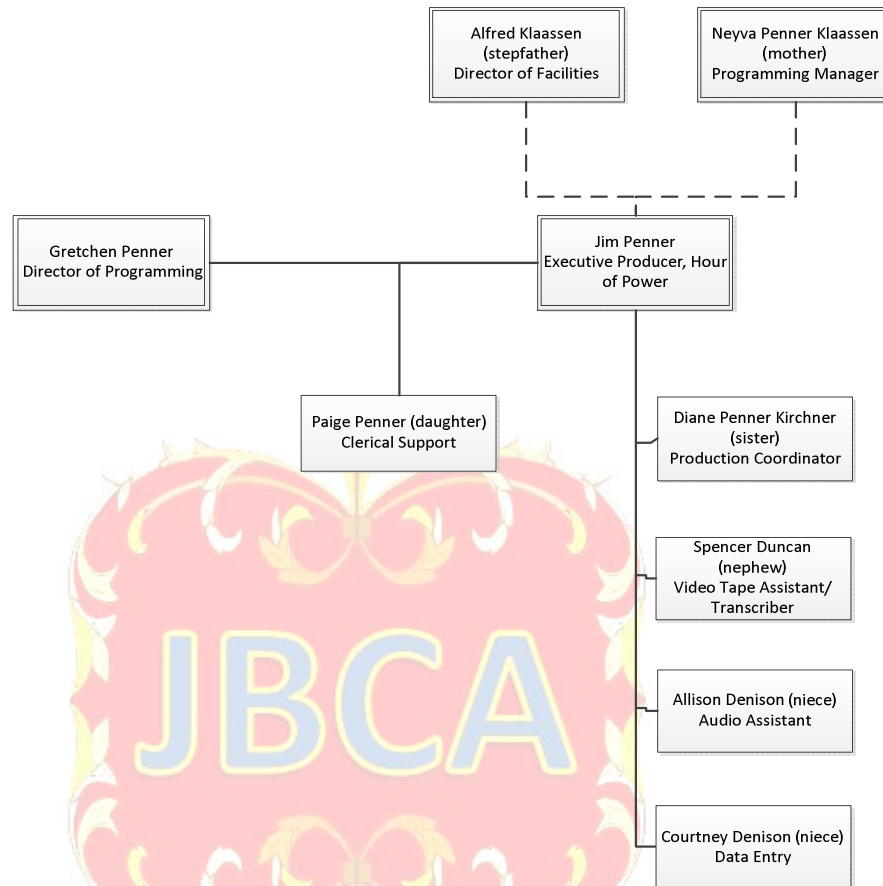 Alfred Klaassen
(stepfather)
Director of Facilities
Neyva Penner Klaassen
(mother)
Programming Manager
Gretchen Penner
Director of Programming
Jim Penner
Executive Producer, Hour
of Power
Paige Penner (daughter)
Clerical Support
Diane Penner Kirchner
(sister)
Production Coordinator
Spencer Duncan
(nephew)
Video Tape Assistant/
Transcriber
Allison Denison (niece)
Audio Assistant
JBCA
Courtney Denison (niece)
Data Entry